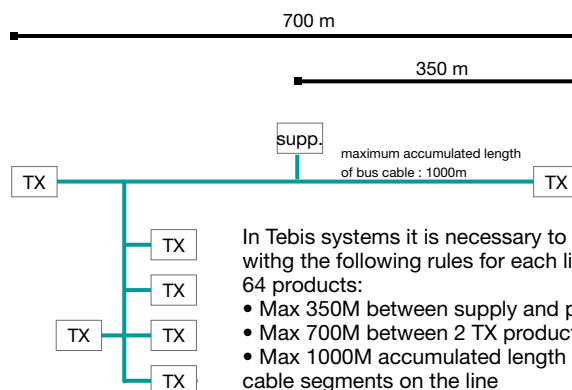 700 m
350 m
supp.
maximum accumulated length
of bus cable : 1000m
TX
TX
TX
In Tebis systems it is necessary to
withg the following rules for each
64 products:
TX
• Max 350M between supply and
TX
TX
• Max 700M between 2 TX
• Max 1000M accumulated length
TX
cable segments on the line